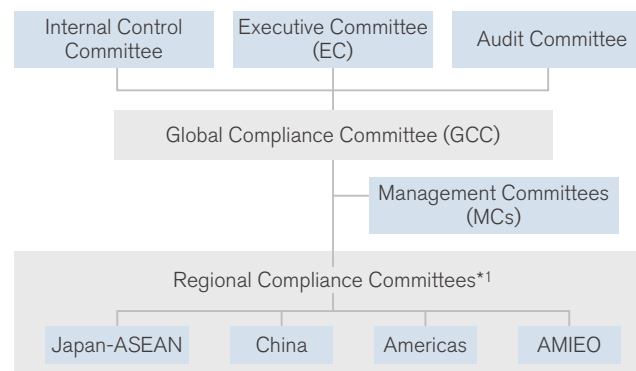 Internal Control
Committee
Executive Committee
(EC)
Audit Committee
Global Compliance Committee (GCC)
Management Committees
(MCs)
Regional Compliance Committees*1
Japan-ASEAN
China
Americas
AMIEO